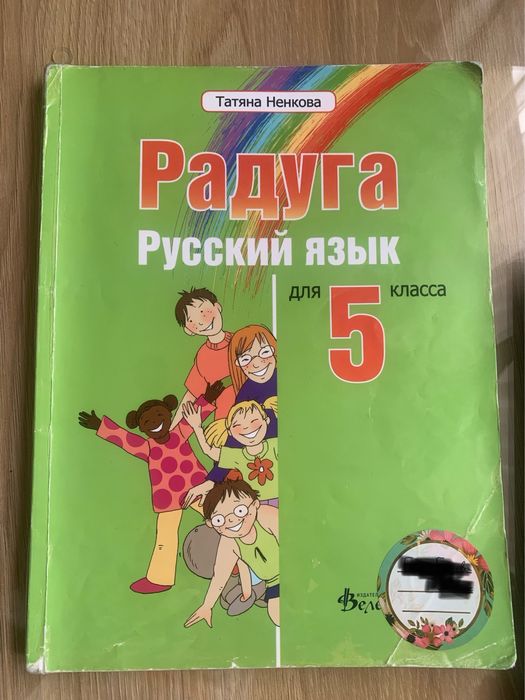 Татяна Ненкова
Радуга
Русский язык
для 5 класса